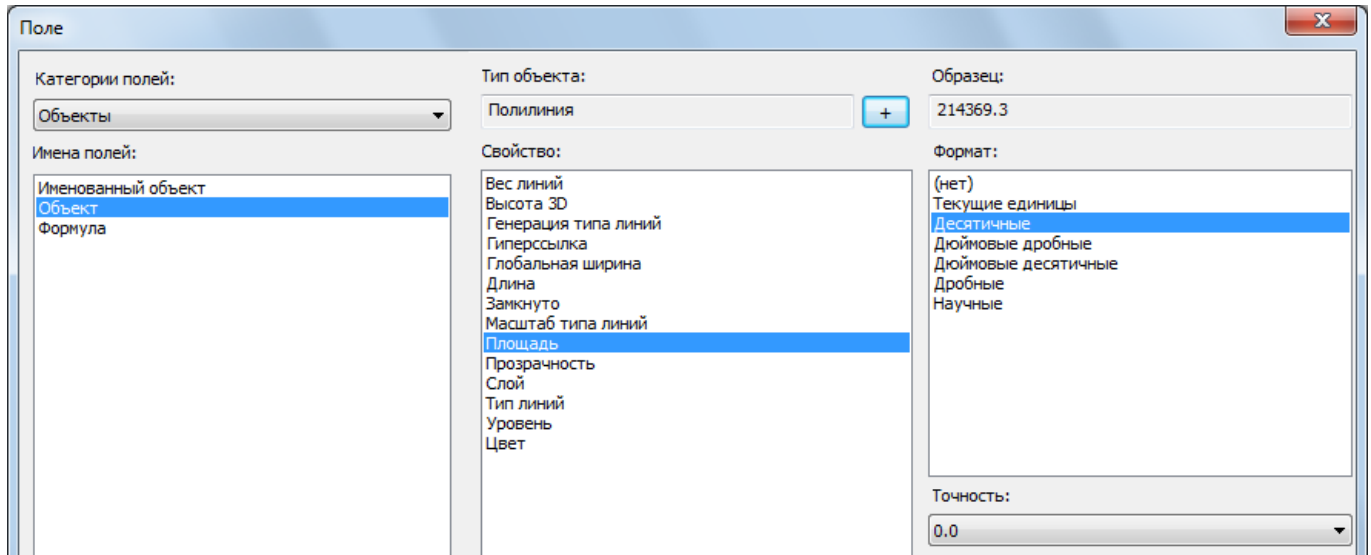 Поле
Категории полей:
Объекты
Имена полей:
Именованный объект
Объект
Формула
Тип объекта:
Полилиния
+
Свойство:
Вес линий
Высота 3D
Генерация типа линий
Гиперссылка
Глобальная ширина
Длина
Замкнуто
Масштаб типа линий
Площадь
Прозрачность
Слой
Тип линий
Уровень
Цвет
Образец:
214369.3
Формат:
(нет)
Текущие единицы
Десятичные
Дюймовые дробные
Дюймовые десятичные
Дробные
Научные
Точность:
0.0